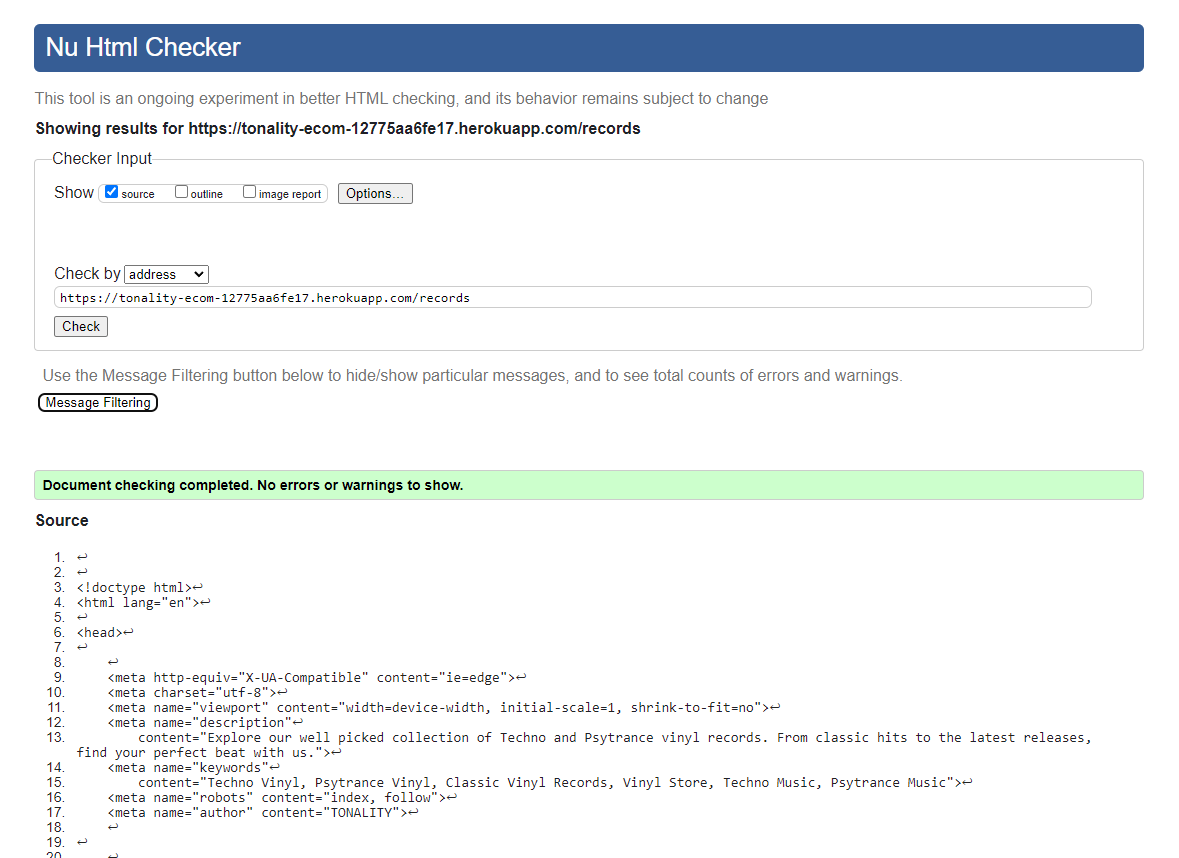 Nu Html Checker
This tool is an ongoing experiment in better HTML checking, and its behavior remains subject to change
Showing results for https://tonality-ecom-12775aa6fe17.herokuapp.com/records
Checker Input
Show source outline image report Options...
Check by address
https://tonality-ecom-12775aa6fe17.herokuapp.com/records
Check
Use the Message Filtering button below to hide/show particular messages, and to see total counts of errors and warnings.
Message Filtering
Document checking completed. No errors or warnings to show.
Source
1. ↩
2. ↩
3. <!doctype html>↩
4. <html lang="en">↩
5. ↩
6. <head>↩
7. ↩
8. ↩
9. <meta http-equiv="X-UA-Compatible" content="ie=edge">↩
10. <meta charset="utf-8">↩
11. <meta name="viewport" content="width=device-width, initial-scale=1, shrink-to-fit=no">↩
12. <meta name="description"↩
13. content="Explore our well picked collection of Techno and Psytrance vinyl records. From classic hits to the latest releases,
find your perfect beat with us.">↩
14. <meta name="keywords"↩
15. content="Techno Vinyl, Psytrance Vinyl, Classic Vinyl Records, Vinyl Store, Techno Music, Psytrance Music">↩
16. <meta name="robots" content="index, follow">↩
17. <meta name="author" content="TONALITY">↩
18. ↩
19. ↩
20. ↩